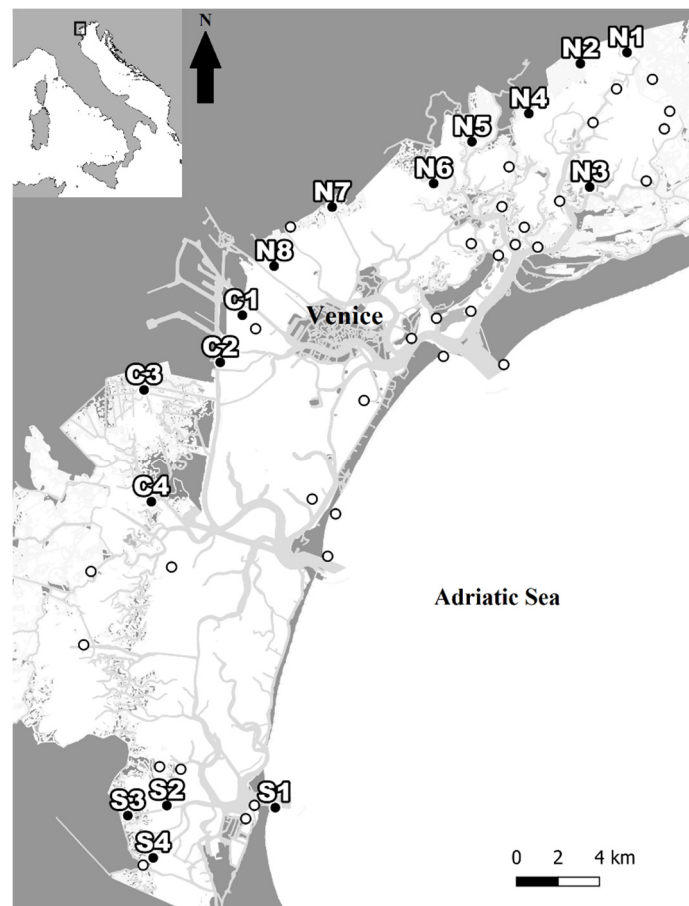 N
N1
N2
N4
N5
N3
N6
N7
N8
C1
Venice
C2
C3
C4
Adriatic Sea
S2
S1
S3
S4
0 2 4 km